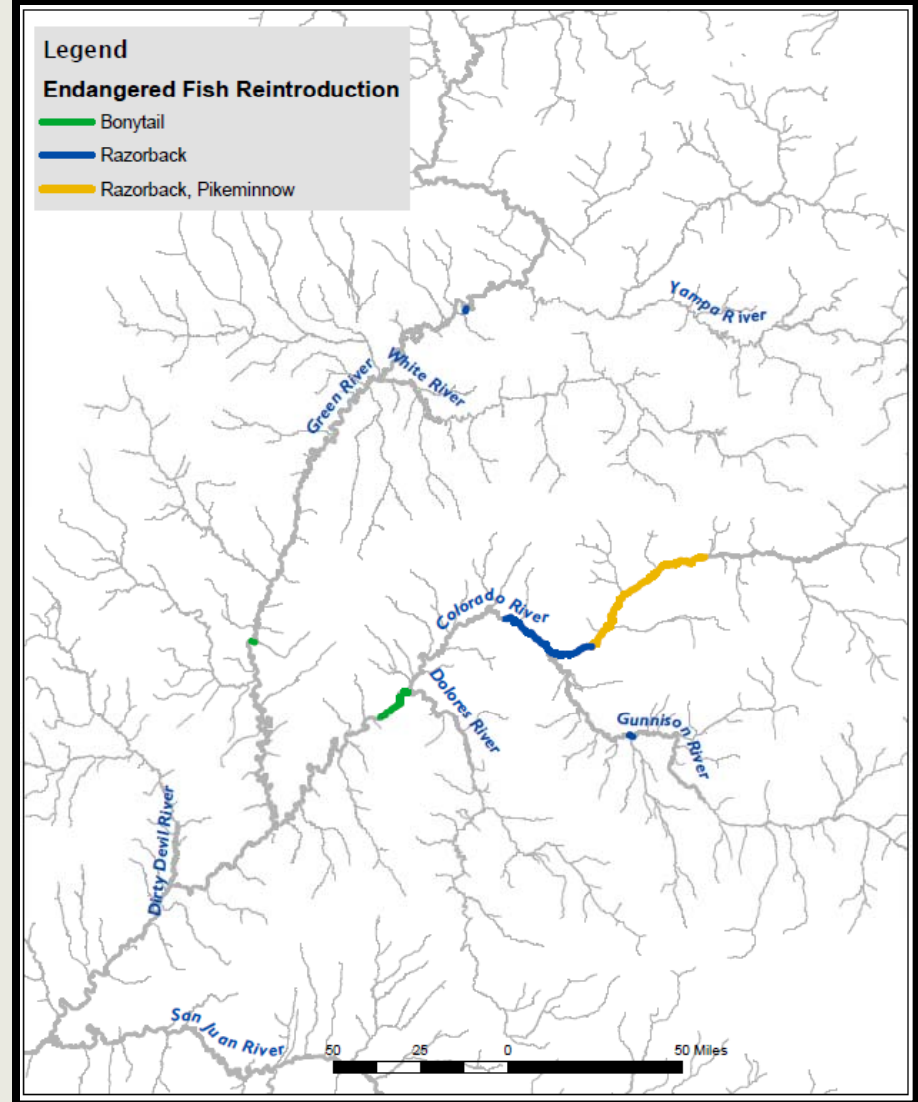 Legend
Endangered Fish Reintroduction
Bonytail
Razorback
Razorback, Pikeminnow
Yampa River
White River
Green River
Colorado River
Dolores River
Gunnison River
Dirty Devil River
San Juan River
50 25 0 50 Miles